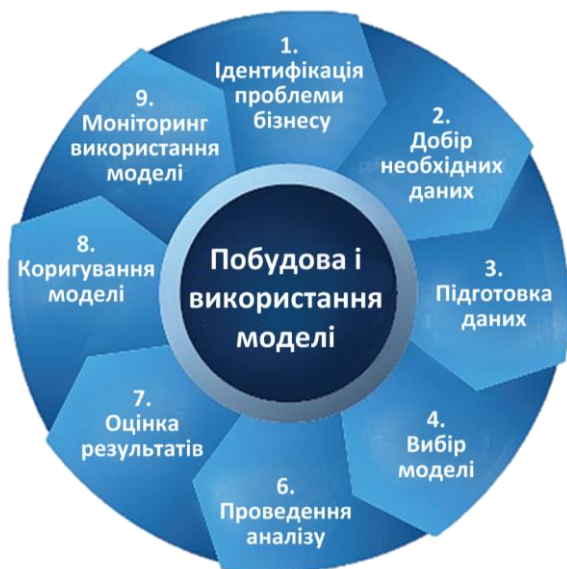 1.
Ідентифікація
проблеми
бізнесу
2.
Добір
необхідних
даних
3.
Підготовка
даних
4.
Вибір
моделі
6.
Проведення
аналізу
7.
Оцінка
результатів
8.
Коригування
моделі
9.
Моніторинг
використання
моделі
Побудова і
використання
моделі